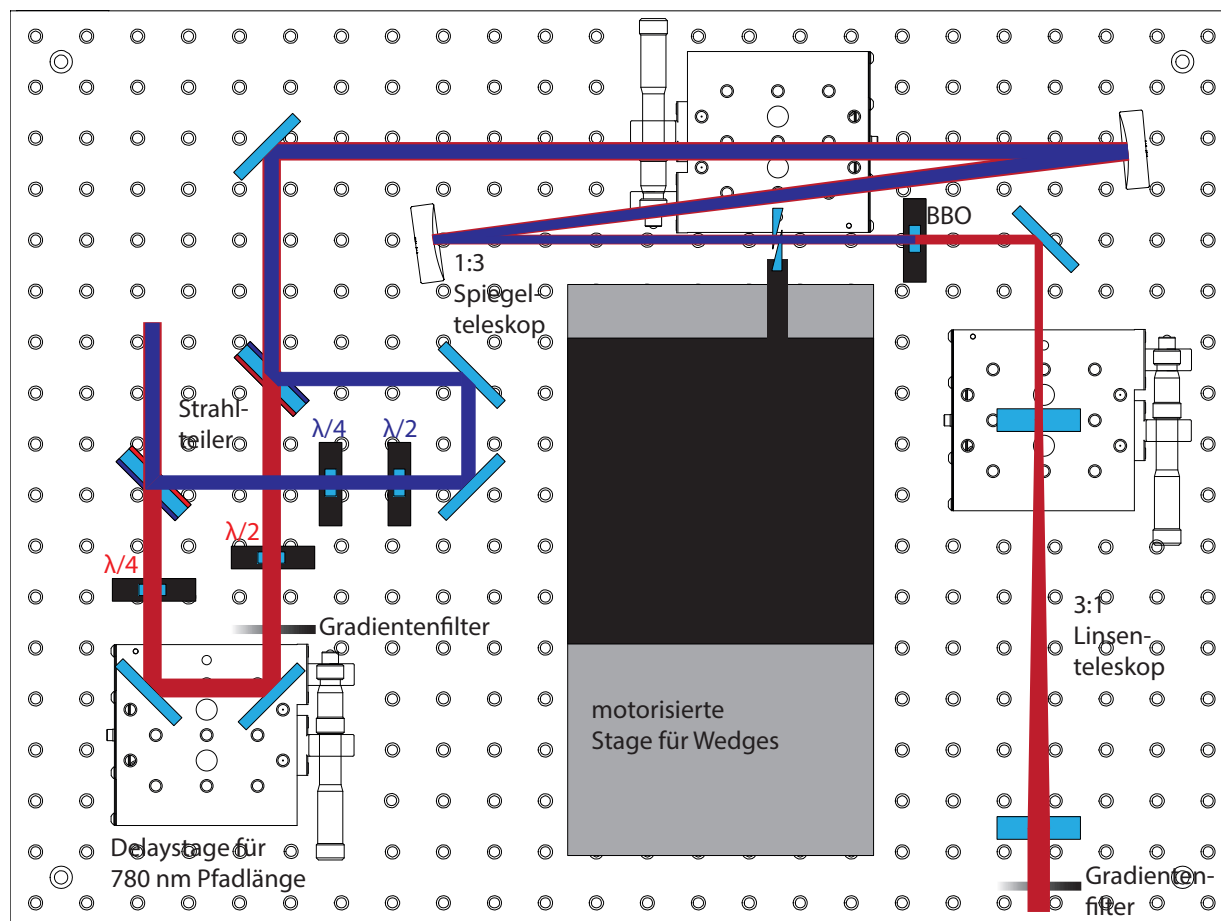 BBO
1:3
Spiegel-
teleskop
Strahl-
teiler
λ/4
λ/2
λ/2
λ/4
Gradientenfilter
3:1
Linsen-
teleskop
motorisierte
Stage für Wedges
Delaystage für
780 nm Pfadlänge
Gradienten-
filter